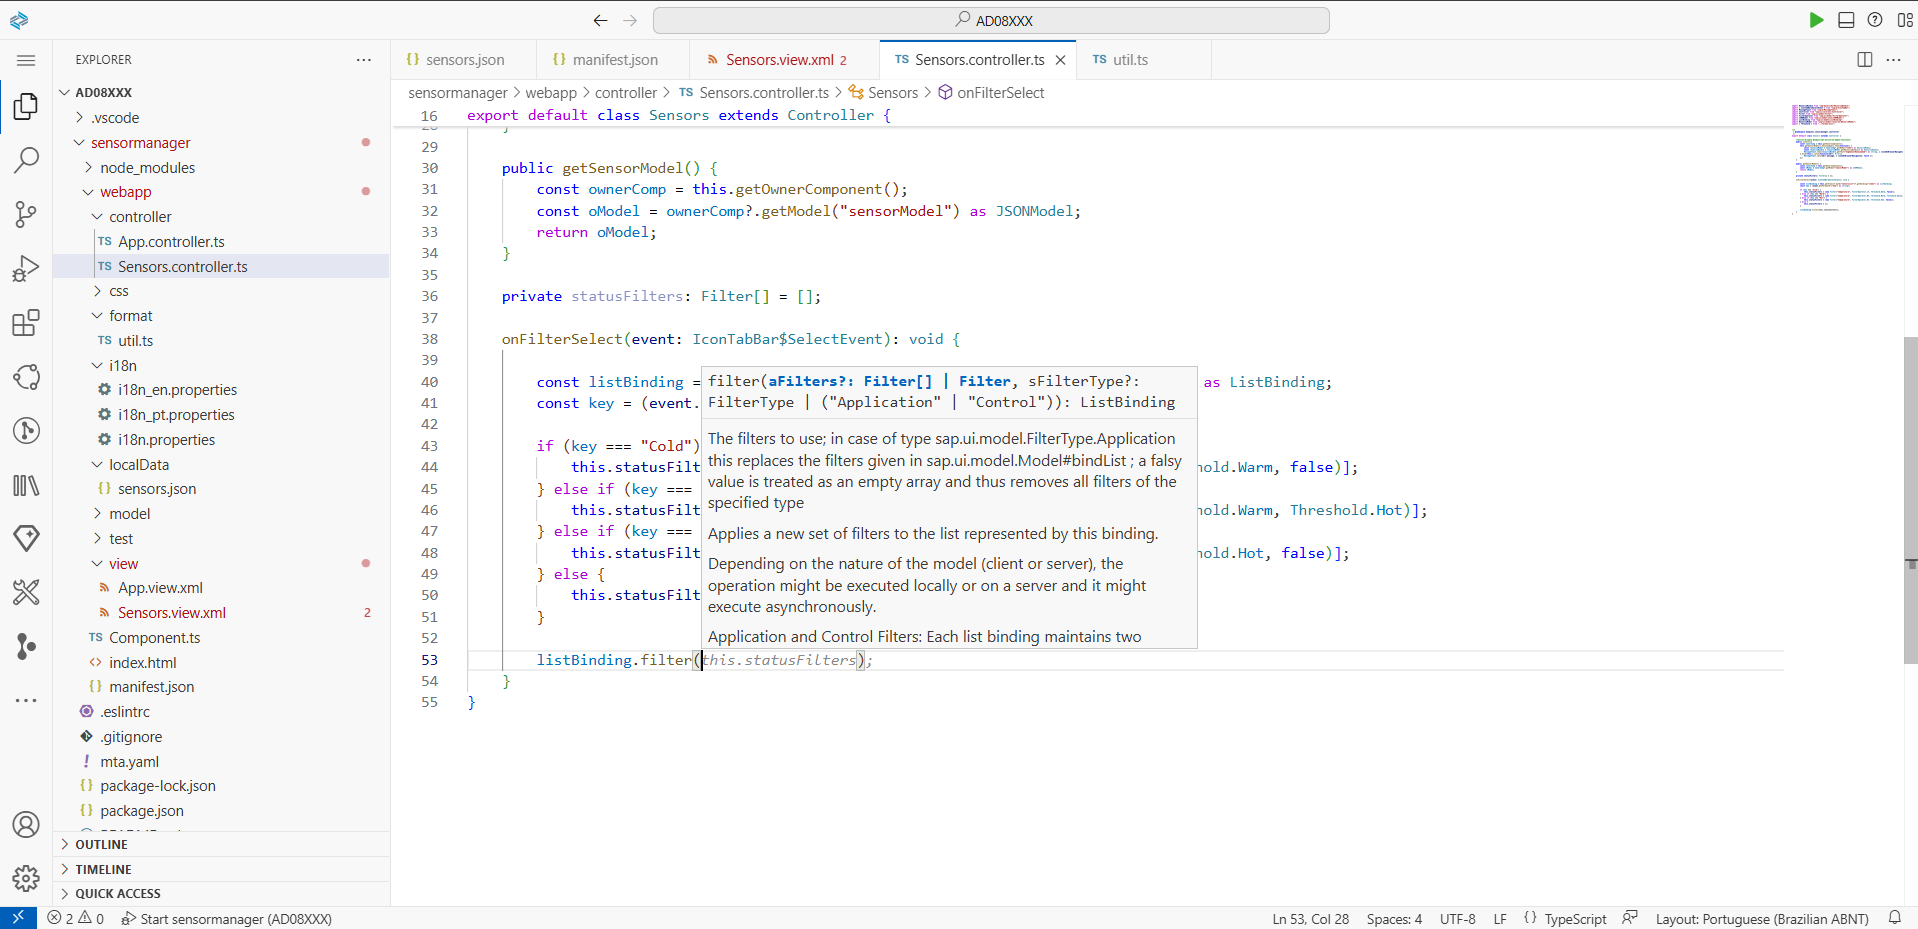 AD08XXX
EXPLORER
AD08XXX
.vscode
sensormanager
node_modules
webapp
controller
TS App.controller.ts
TS Sensors.controller.ts
css
format
TS util.ts
i18n
i18n_en.properties
i18n_pt.properties
i18n.properties
localData
{} sensors.json
model
test
view
App.view.xml
Sensors.view.xml 2
TS Component.ts
<> index.html
{} manifest.json
.eslintrc
.gitignore
! mta.yaml
{} package-lock.json
{} package.json
OUTLINE
TIMELINE
QUICK ACCESS
{} sensors.json
{} manifest.json
Sensors.view.xml 2
TS Sensors.controller.ts
TS util.ts
sensormanager > webapp > controller > TS Sensors.controller.ts > Sensors > onFilterSelect
16 export default class Sensors extends Controller {
29
30 public getSensorModel() {
31 const ownerComp = this.getOwnerComponent();
32 const oModel = ownerComp?.getModel("sensorModel") as JSONModel;
33 return oModel;
34 }
35
36 private statusFilters: Filter[] = [];
37
38 onFilterSelect(event: IconTabBar$SelectEvent): void {
39
40 const listBinding = as ListBinding;
41 const key = (event.
42
43 if (key === "Cold")
44 this.statusFilt hold.Warm, false)];
45 } else if (key ===
46 this.statusFilt hold.Warm, Threshold.Hot)];
47 } else if (key ===
48 this.statusFilt hold.Hot, false)];
49 } else {
50 this.statusFilt
51 }
52
53 listBinding.filter(this.statusFilters);
54 }
55 }
filter(aFilters?: Filter[] | Filter, sFilterType?:
FilterType | ("Application" | "Control")): ListBinding
The filters to use; in case of type sap.ui.model.FilterType.Application
this replaces the filters given in sap.ui.model.Model#bindList ; a falsy
value is treated as an empty array and thus removes all filters of the
specified type
Applies a new set of filters to the list represented by this binding.
Depending on the nature of the model (client or server), the
operation might be executed locally or on a server and it might
execute asynchronously.
Application and Control Filters: Each list binding maintains two
2 0 Start sensormanager (AD08XXX)
Ln 53, Col 28 Spaces: 4 UTF-8 LF {} TypeScript Layout: Portuguese (Brazilian ABNT)